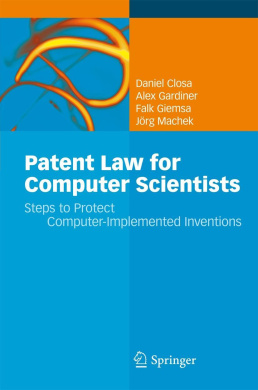 Daniel Closa
Alex Gardiner
Falk Giemsa
Jörg Machek
Patent Law for
Computer Scientists
Steps to Protect
Computer-Implemented Inventions
Springer